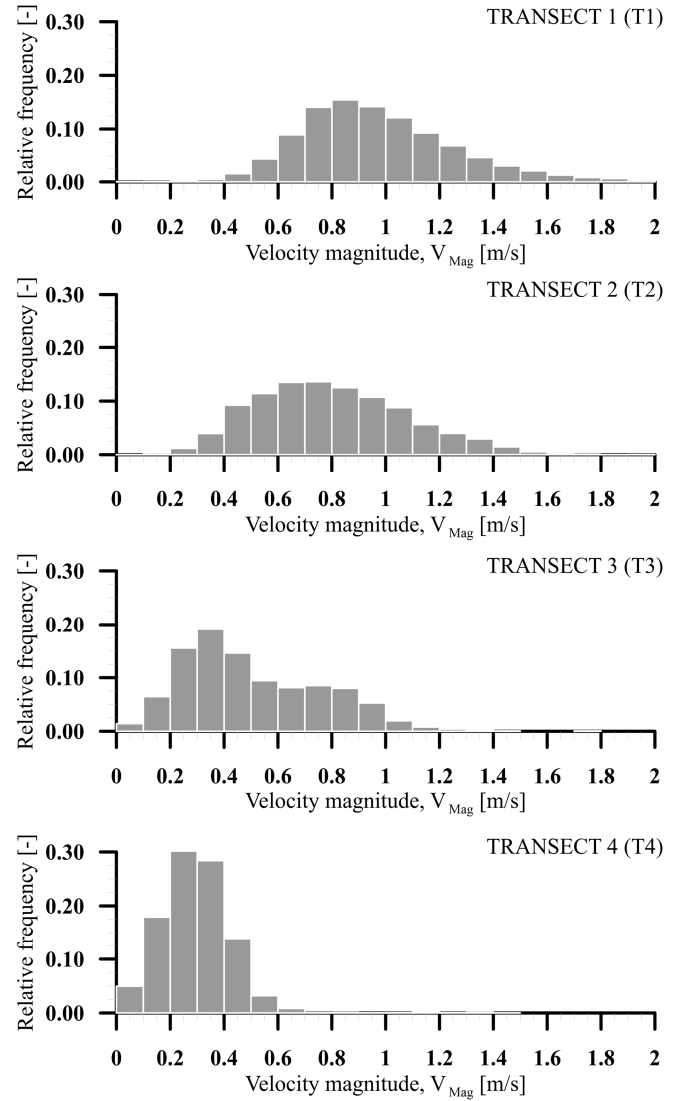 TRANSECT 1 (T1)
Relative frequency [-]
0.30
0.20
0.10
0.00
0 0.2 0.4 0.6 0.8 1 1.2 1.4 1.6 1.8 2
Velocity magnitude, V Mag [m/s]
TRANSECT 2 (T2)
Relative frequency [-]
0.30
0.20
0.10
0.00
0 0.2 0.4 0.6 0.8 1 1.2 1.4 1.6 1.8 2
Velocity magnitude, V Mag [m/s]
TRANSECT 3 (T3)
Relative frequency [-]
0.30
0.20
0.10
0.00
0 0.2 0.4 0.6 0.8 1 1.2 1.4 1.6 1.8 2
Velocity magnitude, V Mag [m/s]
TRANSECT 4 (T4)
Relative frequency [-]
0.30
0.20
0.10
0.00
0 0.2 0.4 0.6 0.8 1 1.2 1.4 1.6 1.8 2
Velocity magnitude, V Mag [m/s]